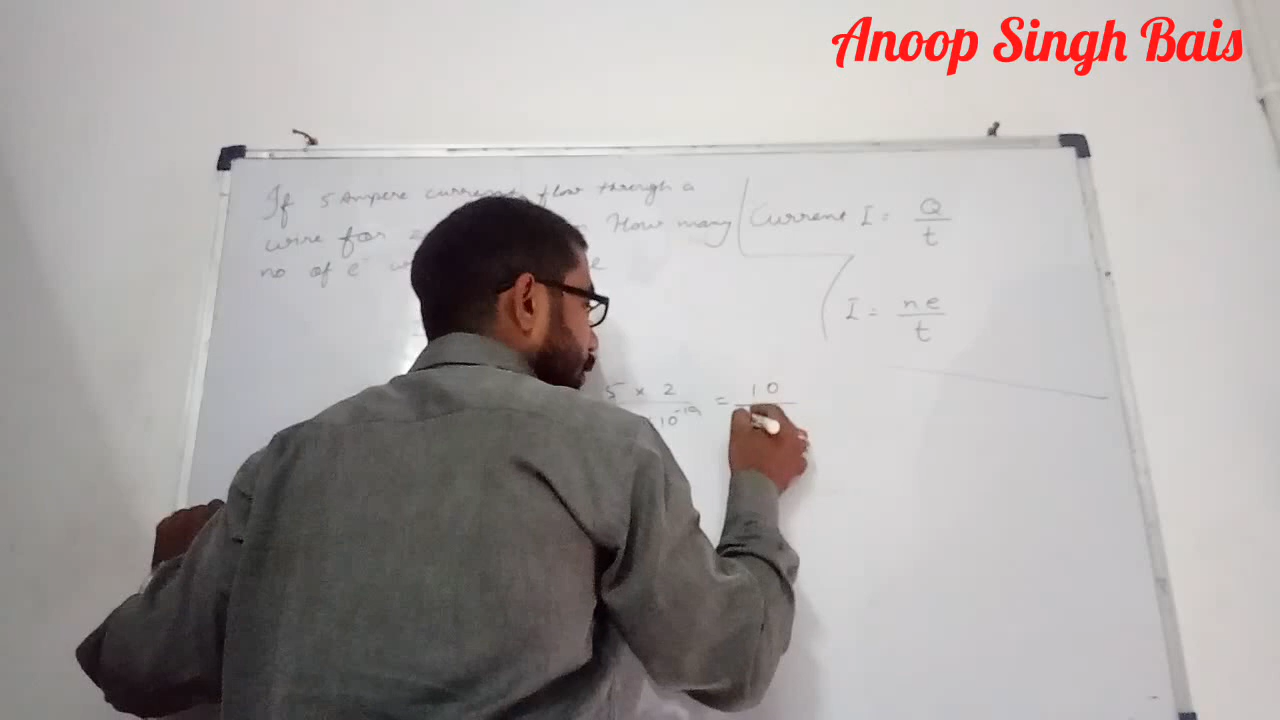 Anoop Singh Bais
If 5 Ampere current flow through a
wire for How many
no of e⁻
Current I = Q/t
I = ne/t
5 x 2 / 10⁻¹⁹ = 10